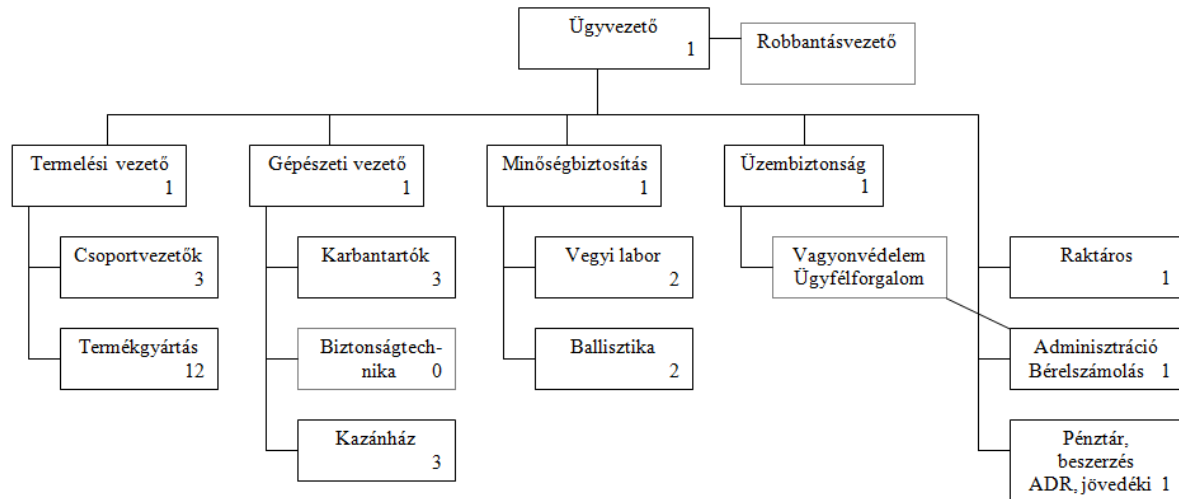 Ügyvezető
1
Robbantásvezető
Termelési vezető
1
Gépészeti vezető
1
Minőségbiztosítás
1
Üzembiztonság
1
Csoportvezetők
3
Karbantartók
3
Vegyi labor
2
Vagyonvédelem
Ügyfélforgalom
Raktáros
1
Termékgyártás
12
Biztonságtech-
nika 0
Ballisztika
2
Adminisztráció
Bérelszámolás 1
Kazánház
3
Pénztár,
beszerzés
ADR, jövedéki 1